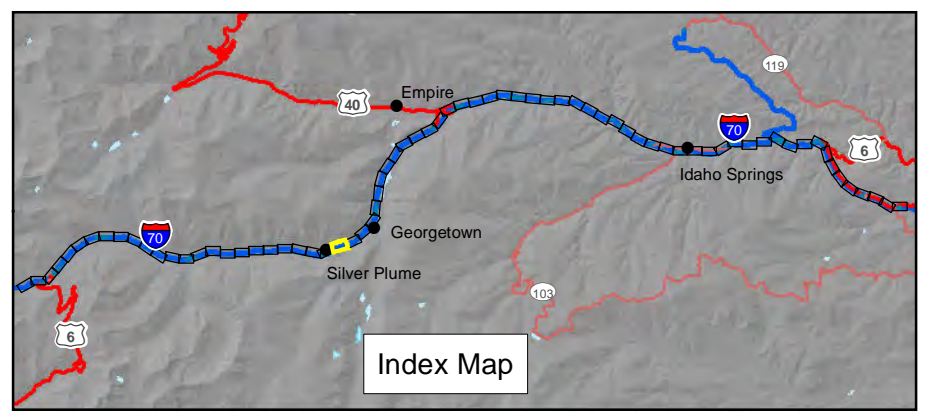 119
Empire
40
70
6
Idaho Springs
Georgetown
70
Silver Plume
103
6
Index Map